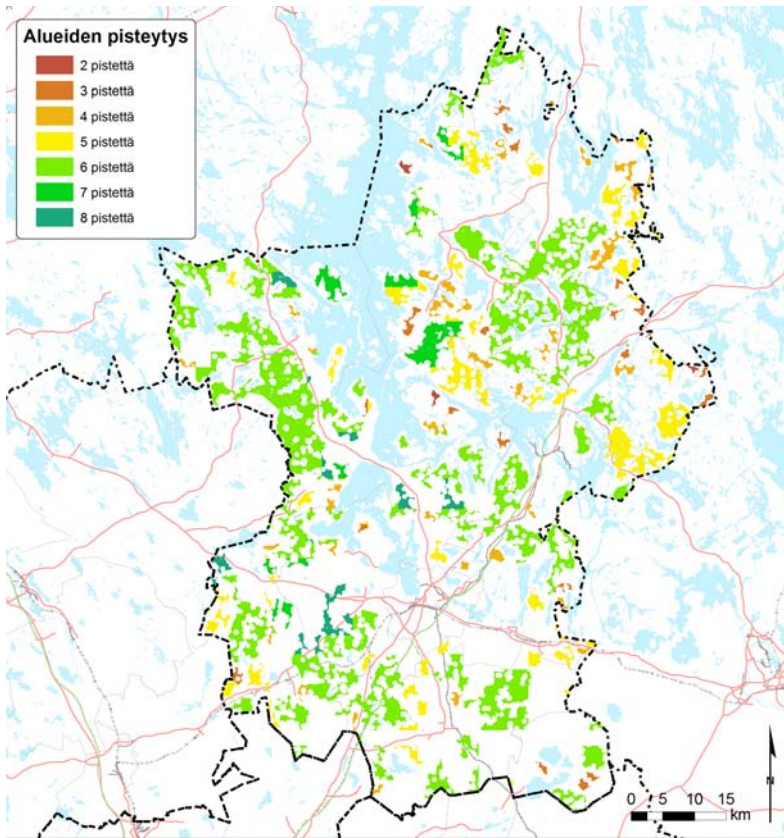 Alueiden pisteytys
2 pistettä
3 pistettä
4 pistettä
5 pistettä
6 pistettä
7 pistettä
8 pistettä
N
0 5 10 15
km